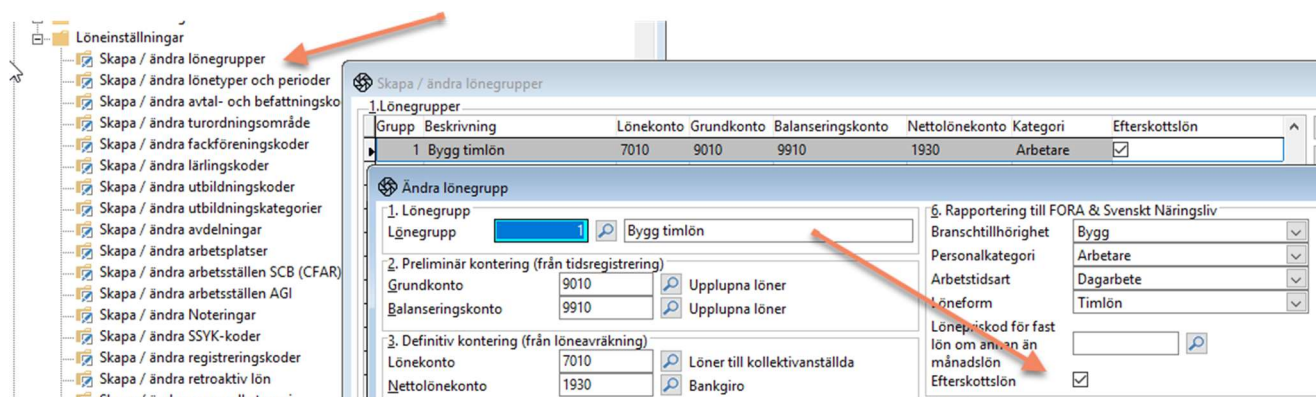 Löneinställningar
Skapa / ändra lönegrupper
Skapa / ändra lönetyper och perioder
Skapa / ändra avtal- och befattningsko
Skapa / ändra turordningsområde
Skapa / ändra fackföreningskoder
Skapa / ändra lärlingskoder
Skapa / ändra utbildningskoder
Skapa / ändra utbildningskategorier
Skapa / ändra avdelningar
Skapa / ändra arbetsplatser
Skapa / ändra arbetsställen SCB (CFAR)
Skapa / ändra arbetsställen AGI
Skapa / ändra Noteringar
Skapa / ändra SSYK-koder
Skapa / ändra registreringskoder
Skapa / ändra retroaktiv lön
Skapa / ändra lönegrupper
1.Lönegrupper
Grupp Beskrivning Lönekonto Grundkonto Balanseringskonto Nettolönekonto Kategori Efterskottslön
1 Bygg timlön 7010 9010 9910 1930 Arbetare
Ändra lönegrupp
1. Lönegrupp
Lönegrupp 1 Bygg timlön
2. Preliminär kontering (från tidsregistrering)
Grundkonto 9010 Upplupna löner
Balanseringskonto 9910 Upplupna löner
3. Definitiv kontering (från löneavräkning)
Lönekonto 7010 Löner till kollektivanställda
Nettolönekonto 1930 Bankgiro
6. Rapportering till FORA & Svenskt Näringsliv
Branschtillhörighet Bygg
Personalkategori Arbetare
Arbetstidsart Dagarbete
Löneform Timlön
Lönepriskod för fast
lön om annan än
månadslön
Efterskottslön